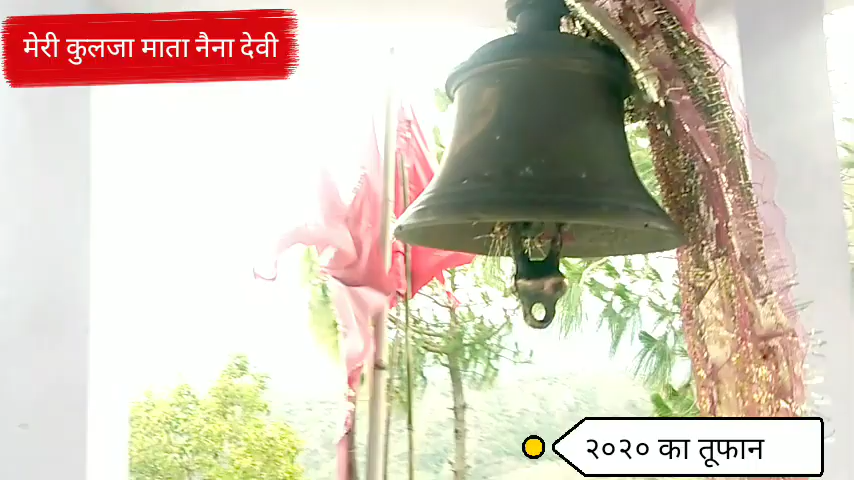 मेरी कुलजा माता नैना देवी
२०२० का तूफान